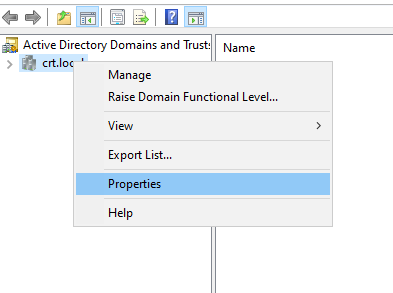 Active Directory Domains and Trusts
Name
crt.local
Manage
Raise Domain Functional Level...
View
Export List...
Properties
Help